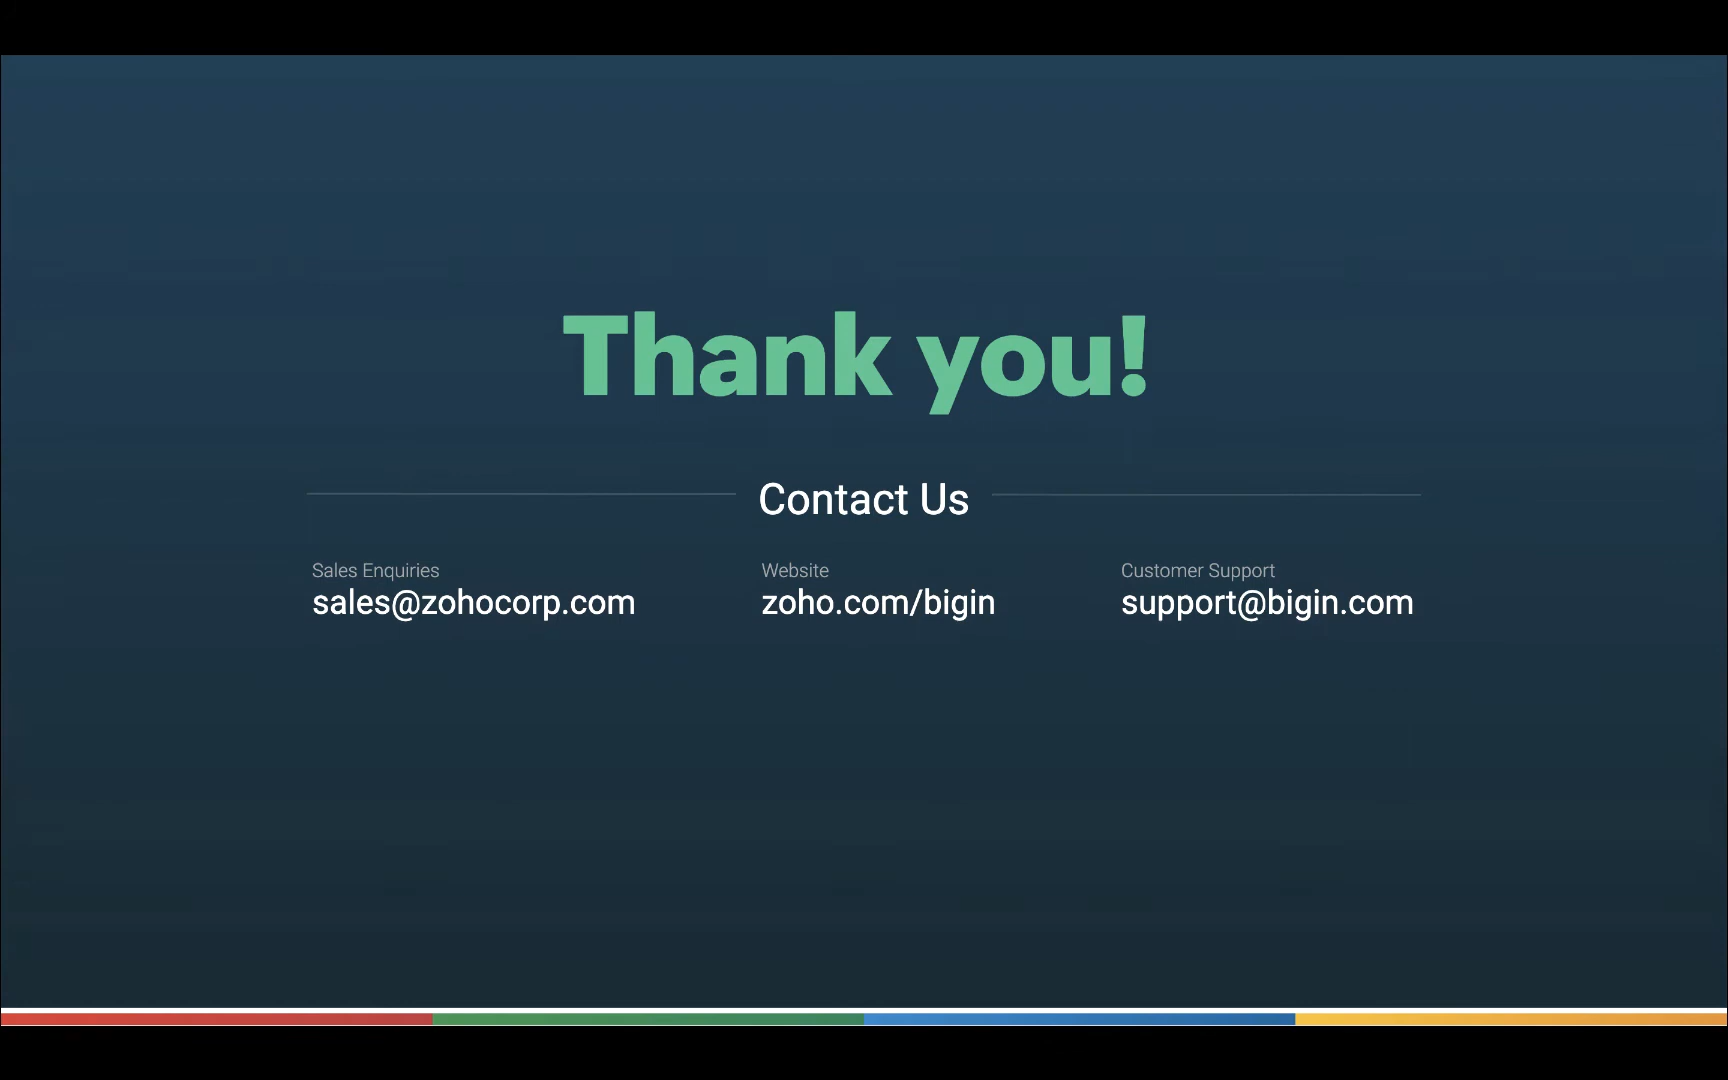 Thank you!
Contact Us
Sales Enquiries
sales@zohocorp.com
Website
zoho.com/bigin
Customer Support
support@bigin.com